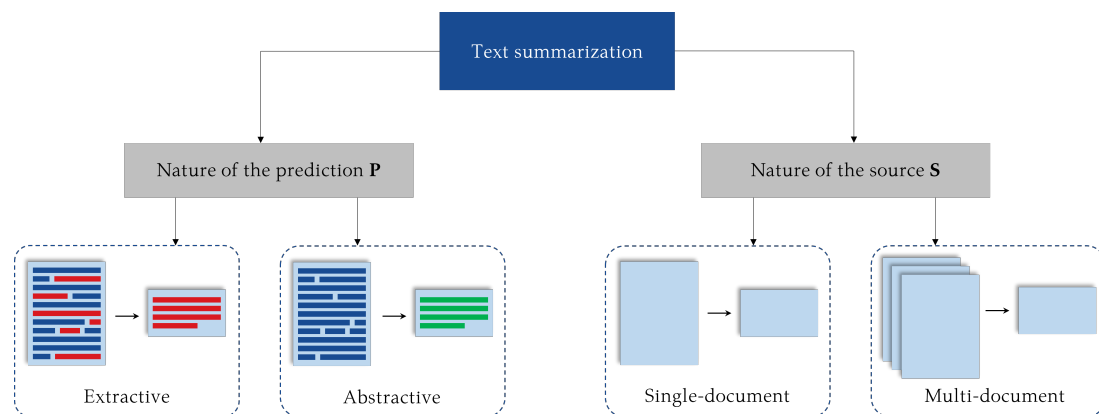 Text summarization
Nature of the prediction P
Nature of the source S
Extractive
Abstractive
Single-document
Multi-document